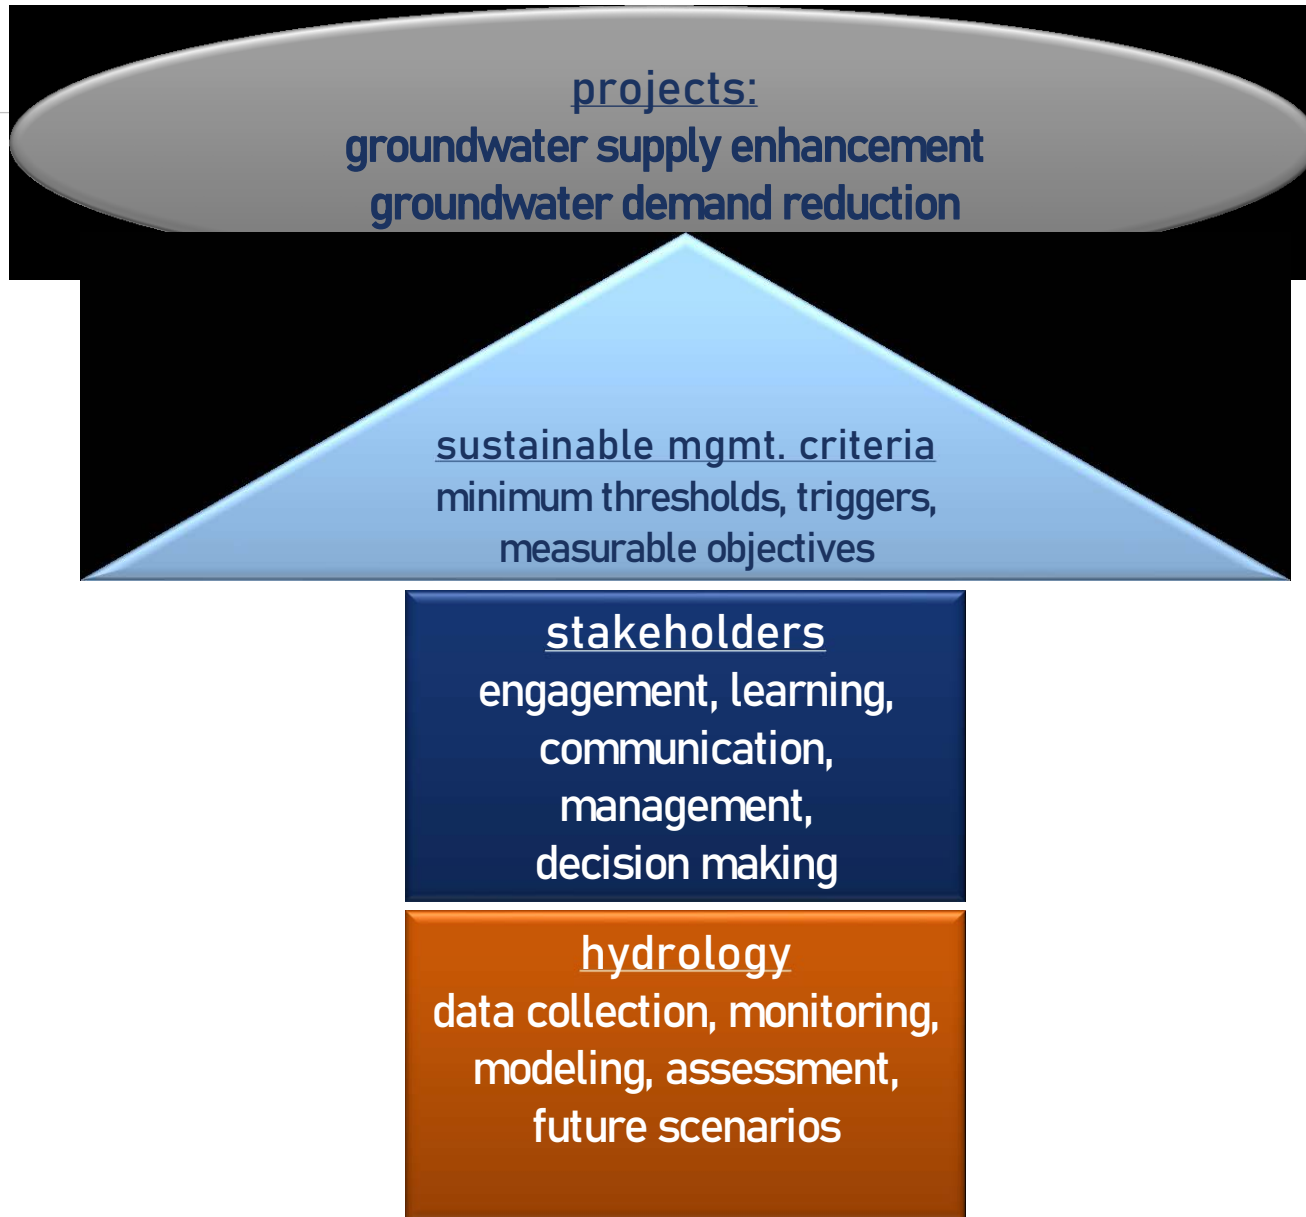 projects:
groundwater supply enhancement
groundwater demand reduction
sustainable mgmt. criteria
minimum thresholds, triggers,
measurable objectives
stakeholders
engagement, learning,
communication,
management,
decision making
hydrology
data collection, monitoring,
modeling, assessment,
future scenarios